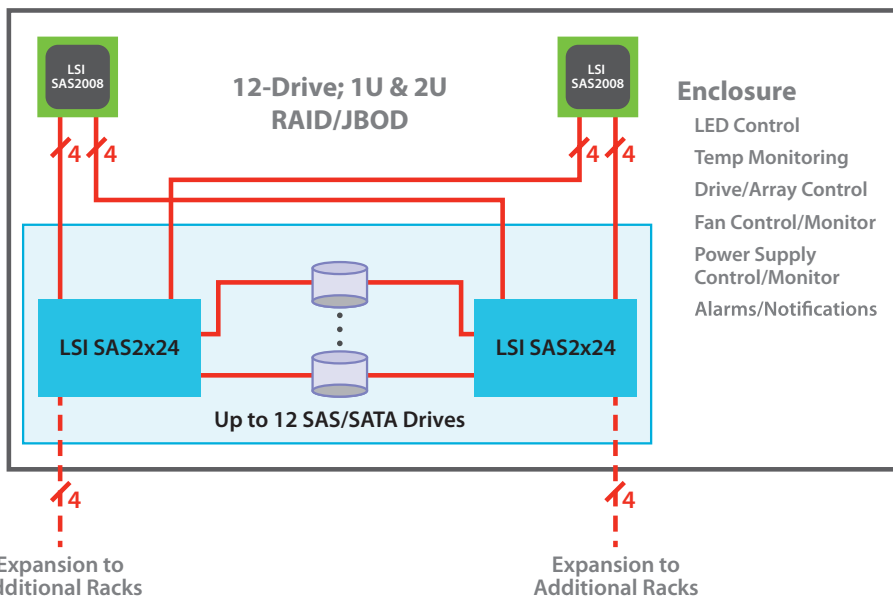 LSI
SAS2008
LSI
SAS2008
12-Drive; 1U & 2U
RAID/JBOD
Enclosure
LED Control
Temp Monitoring
Drive/Array Control
Fan Control/Monitor
Power Supply
Control/Monitor
Alarms/Notifications
4
4
4
4
LSI SAS2x24
LSI SAS2x24
Up to 12 SAS/SATA Drives
4
4
Expansion to
dditional Racks
Expansion to
Additional Racks